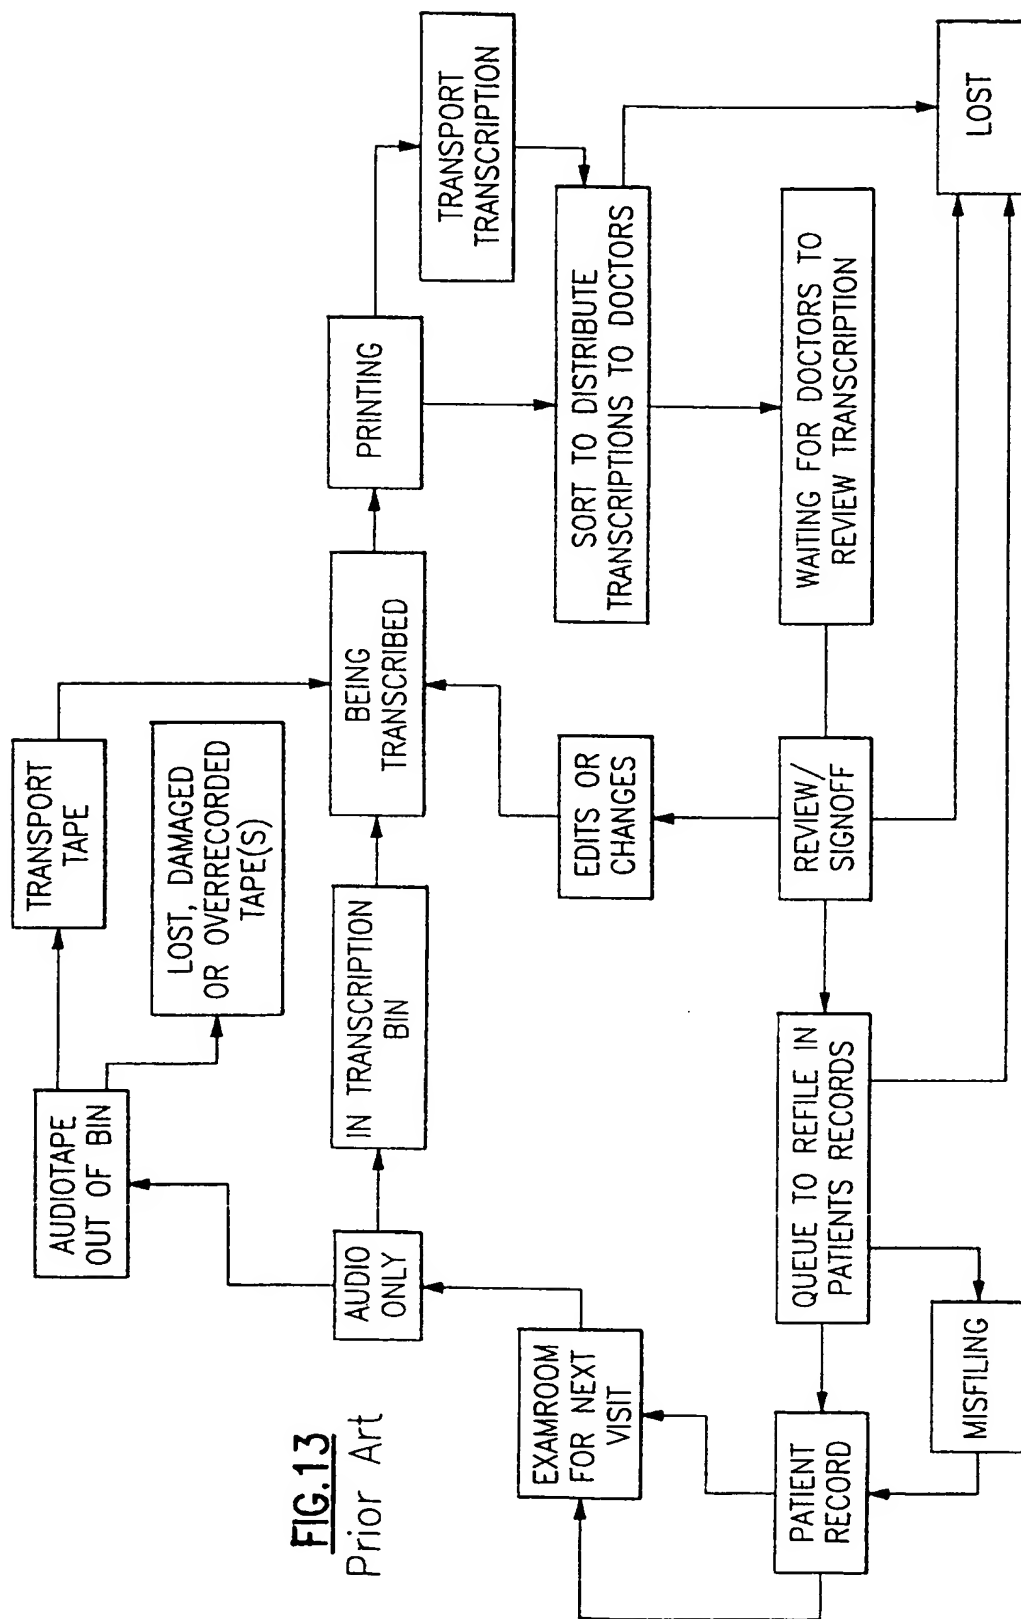 FIG.13
Prior Art
AUDIOTAPE
OUT OF BIN
TRANSPORT
TAPE
LOST, DAMAGED
OR OVERRECORDED
TAPE(S)
AUDIO
ONLY
IN TRANSCRIPTION
BIN
BEING
TRANSCRIBED
PRINTING
TRANSPORT
TRANSCRIPTION
EXAMROOM
FOR NEXT
VISIT
EDITS OR
CHANGES
SORT TO DISTRIBUTE
TRANSCRIPTIONS TO DOCTORS
PATIENT
RECORD
QUEUE TO REFILE IN
PATIENTS RECORDS
REVIEW/
SIGNOFF
WAITING FOR DOCTORS TO
REVIEW TRANSCRIPTION
MISFILING
LOST